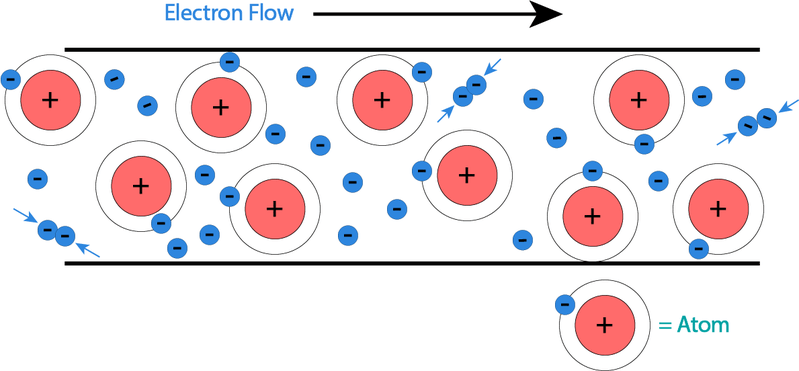 Electron Flow
= Atom